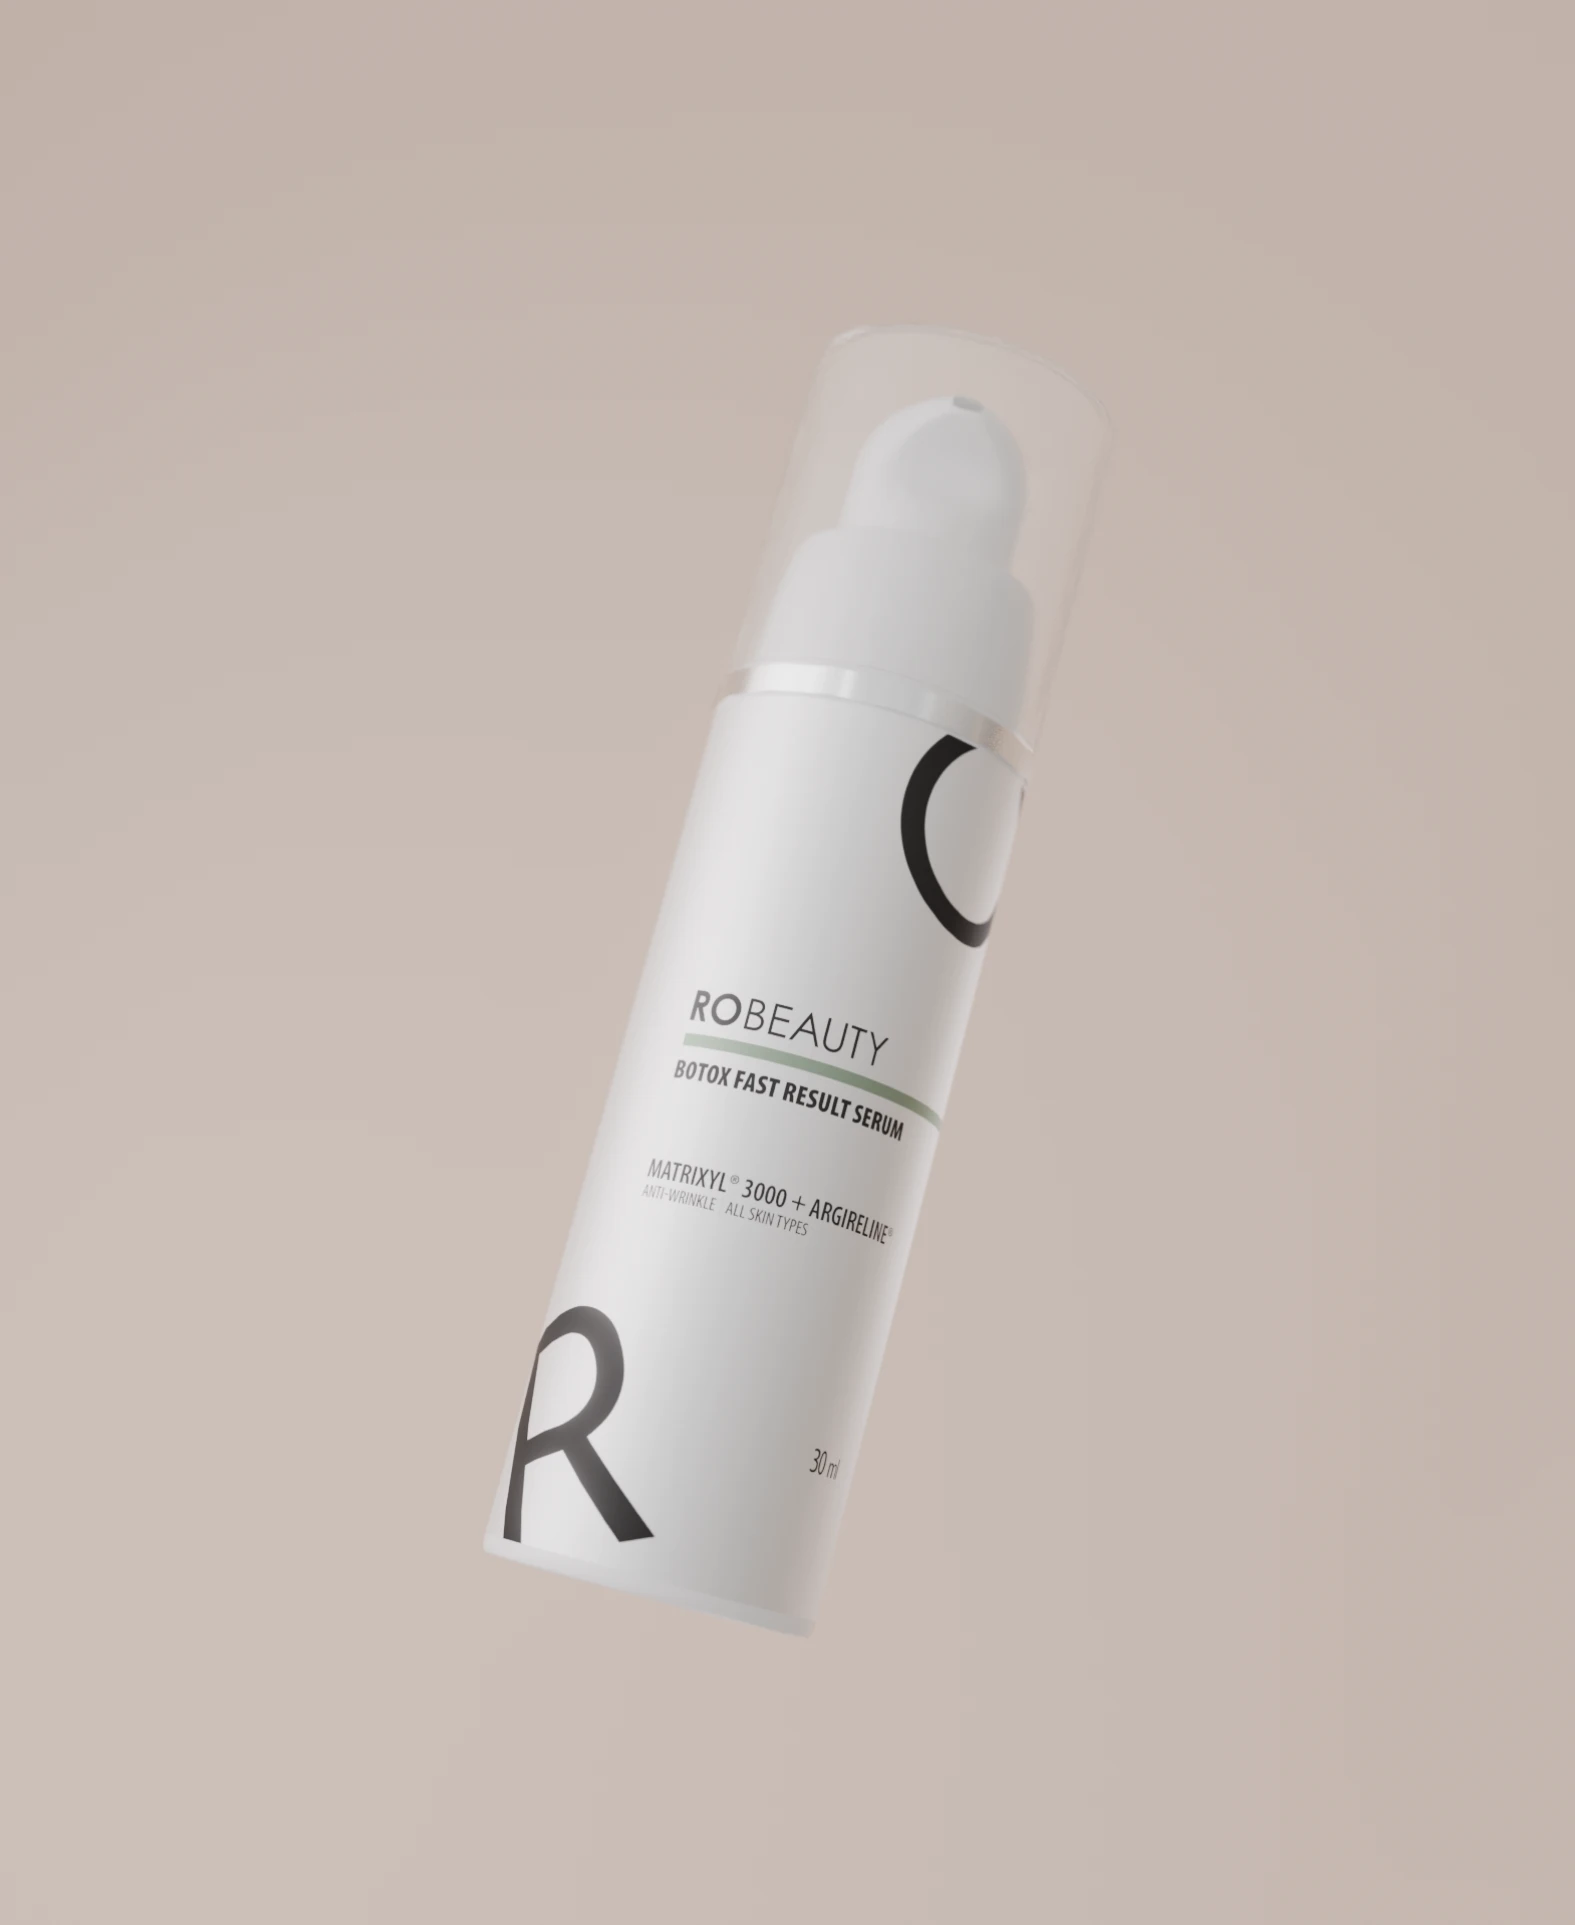 O
ROBEAUTY
BOTOX FAST RESULT SERUM
MATRIXYL® 3000 + ARGIRELINE®
ANTI-WRINKLE ALL SKIN TYPES
R
30 ml